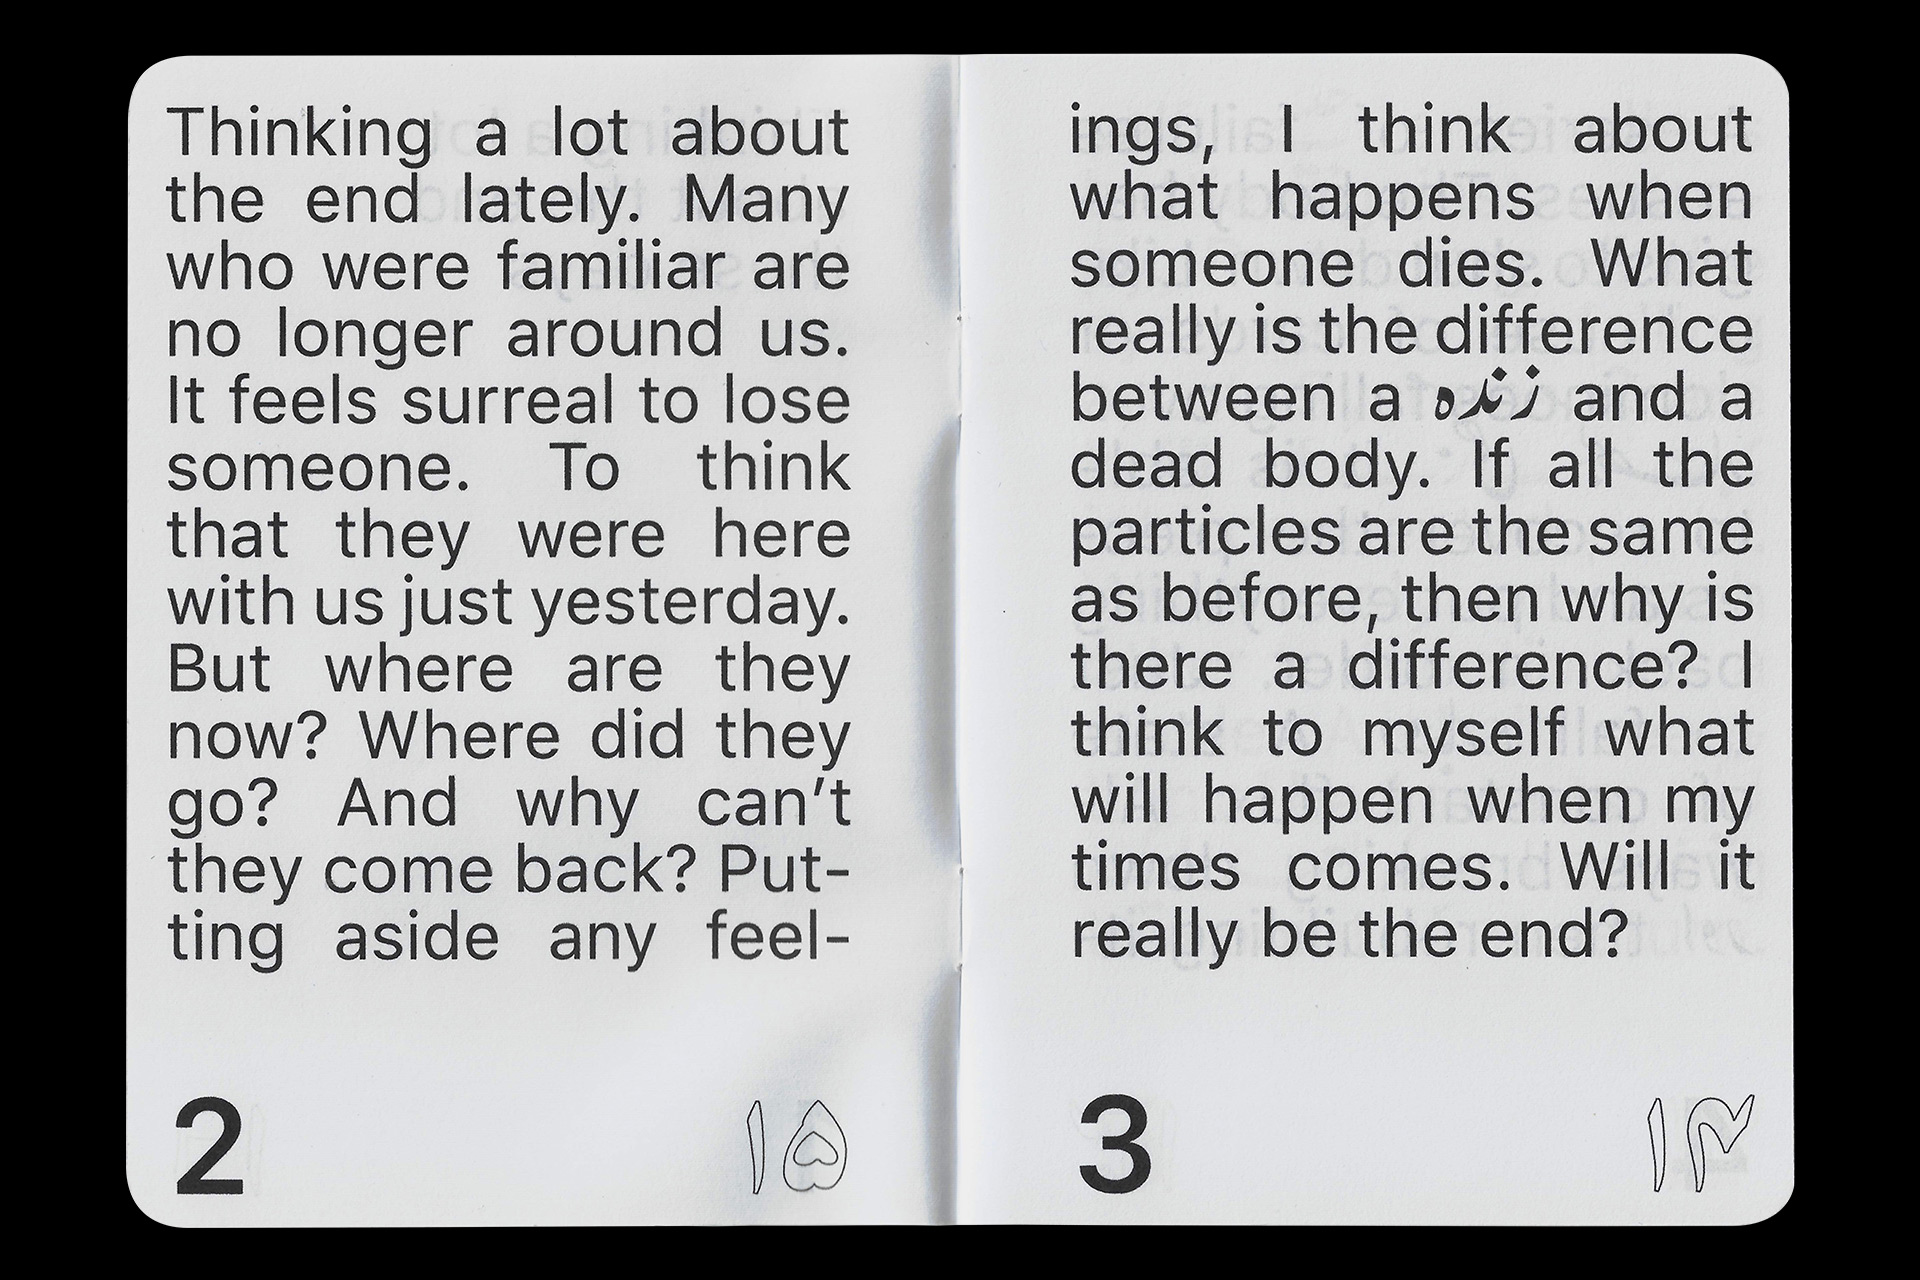 Thinking a lot about
the end lately. Many
who were familiar are
no longer around us.
It feels surreal to lose
someone. To think
that they were here
with us just yesterday.
But where are they
now? Where did they
go? And why can’t
they come back? Put-
ting aside any feel-
2
۱۵
ings, I think about
what happens when
someone dies. What
really is the difference
between a زندہ and a
dead body. If all the
particles are the same
as before, then why is
there a difference? I
think to myself what
will happen when my
times comes. Will it
really be the end?
3
۱۴